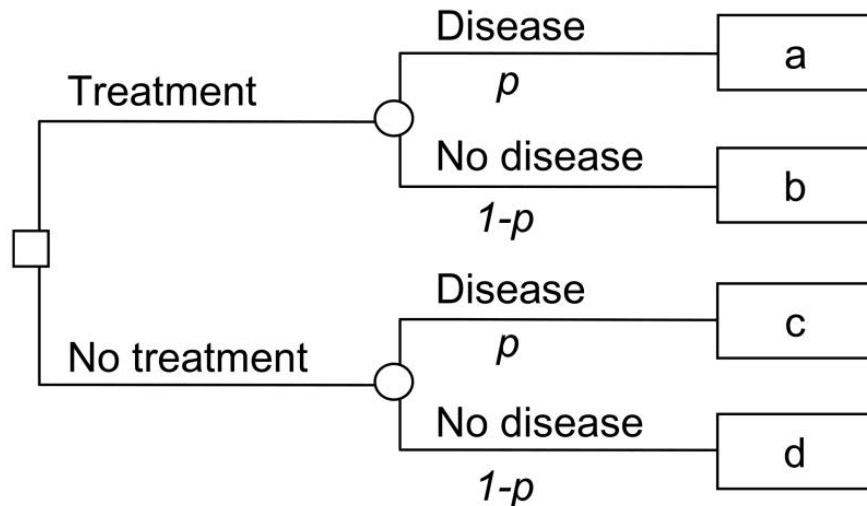 Disease
a
Treatment
p
No disease
b
1-p
Disease
c
No treatment
p
No disease
d
1-p